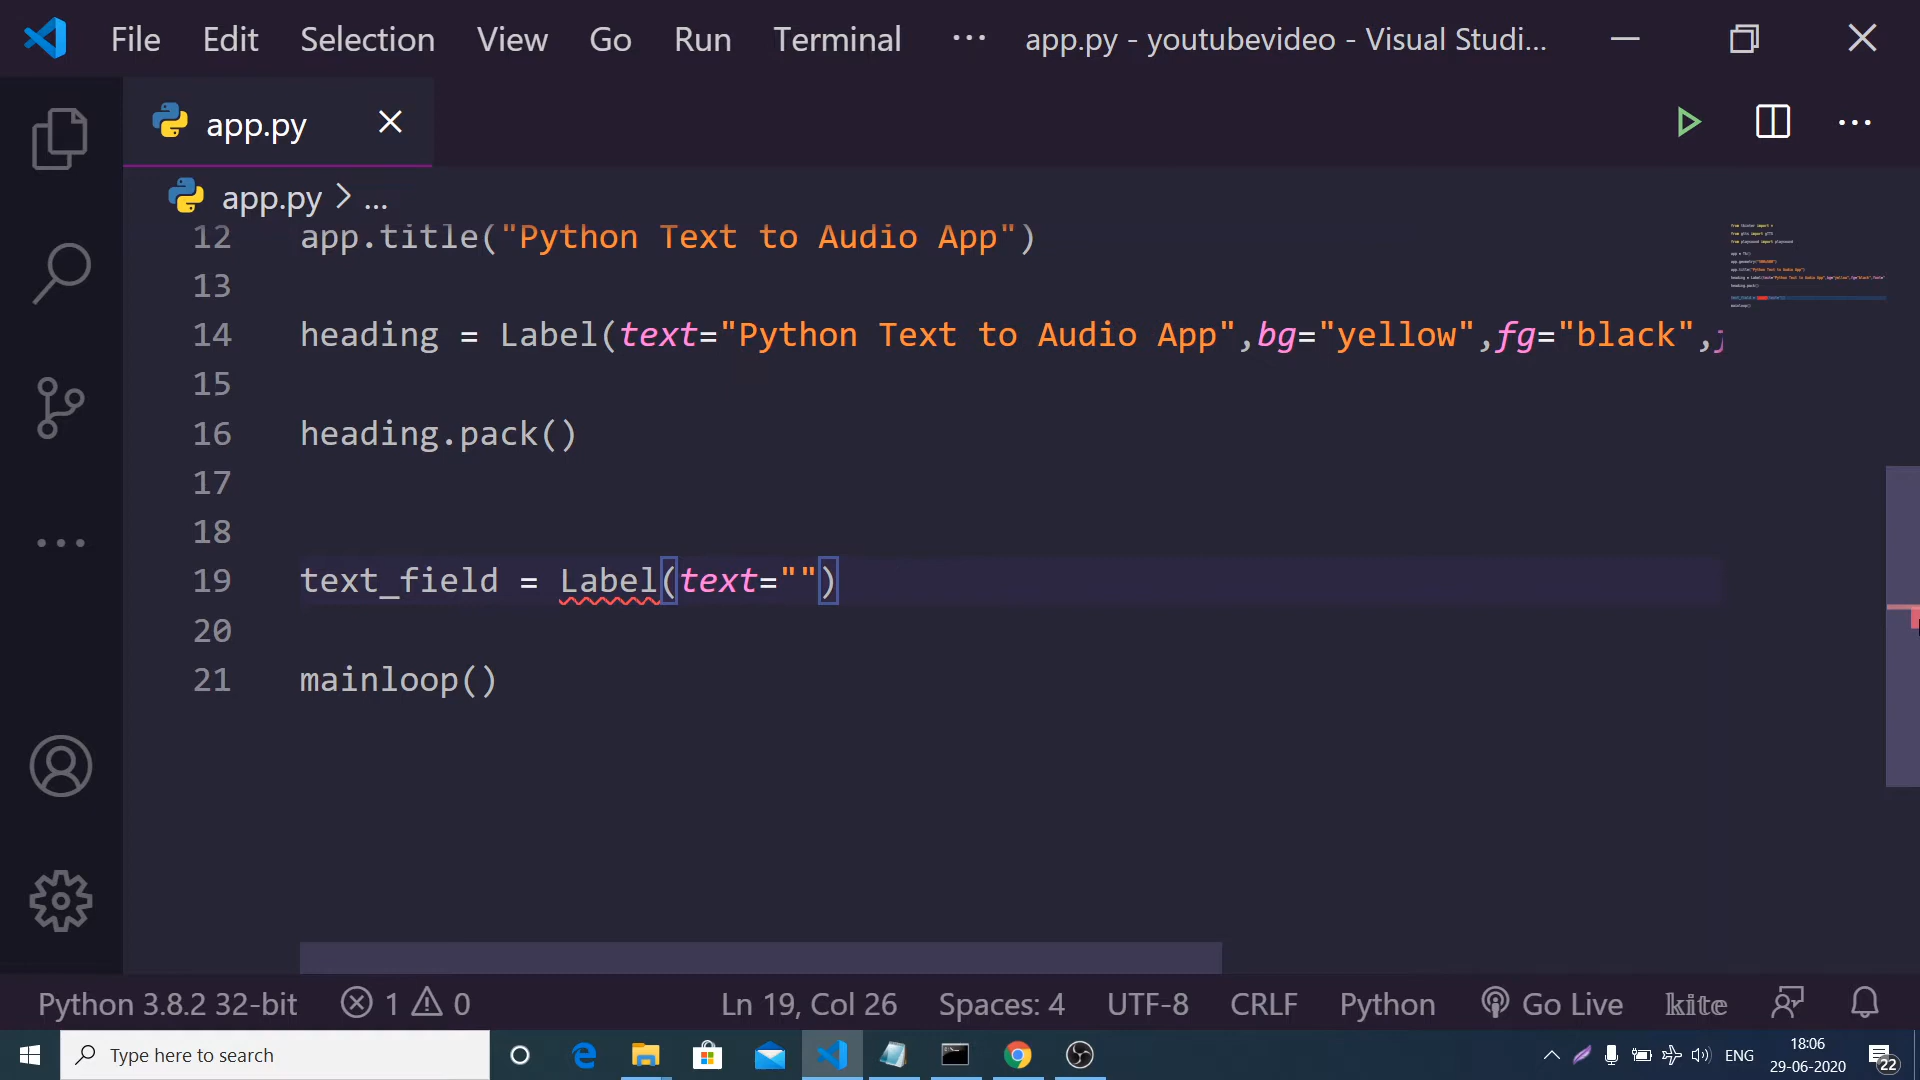 File Edit Selection View Go Run Terminal ··· app.py - youtubevideo - Visual Studi...
app.py
app.py > ...
12 app.title("Python Text to Audio App")
13
14 heading = Label(text="Python Text to Audio App",bg="yellow",fg="black",
15
16 heading.pack()
17
18
19 text_field = Label(text="")
20
21 mainloop()
Python 3.8.2 32-bit 1 0 Ln 19, Col 26 Spaces: 4 UTF-8 CRLF Python Go Live kite
Type here to search ENG 18:06
29-06-2020 22